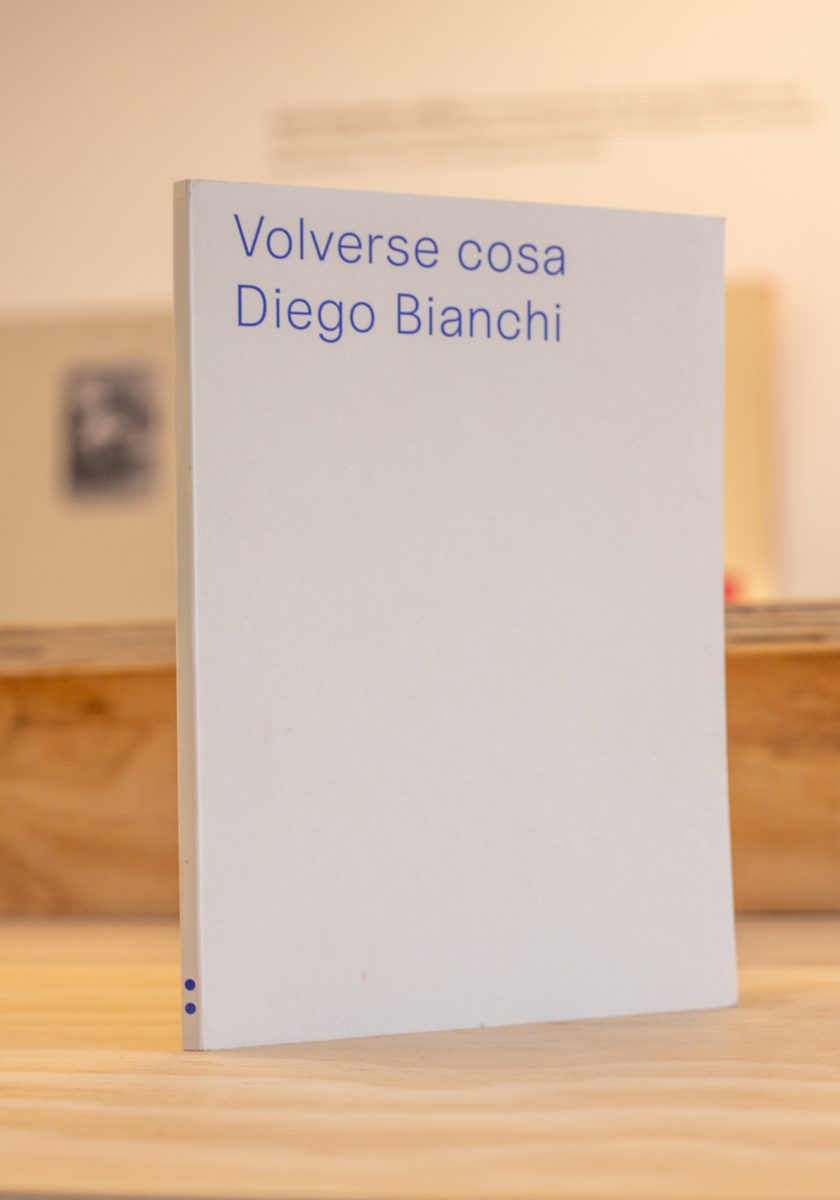 Volverse cosa
Diego Bianchi